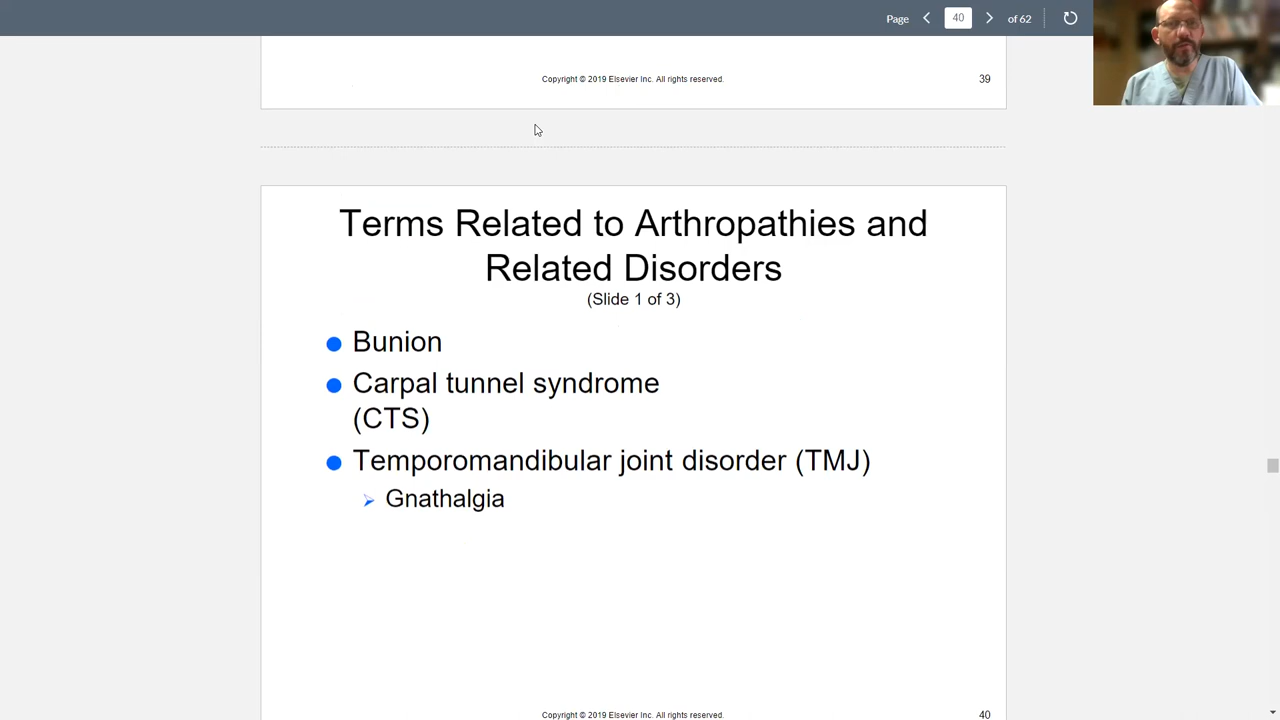 Page 40 of 62
Copyright © 2019 Elsevier Inc. All rights reserved. 39
Terms Related to Arthropathies and
Related Disorders
(Slide 1 of 3)
Bunion
Carpal tunnel syndrome
(CTS)
Temporomandibular joint disorder (TMJ)
Gnathalgia
Copyright © 2019 Elsevier Inc. All rights reserved. 40